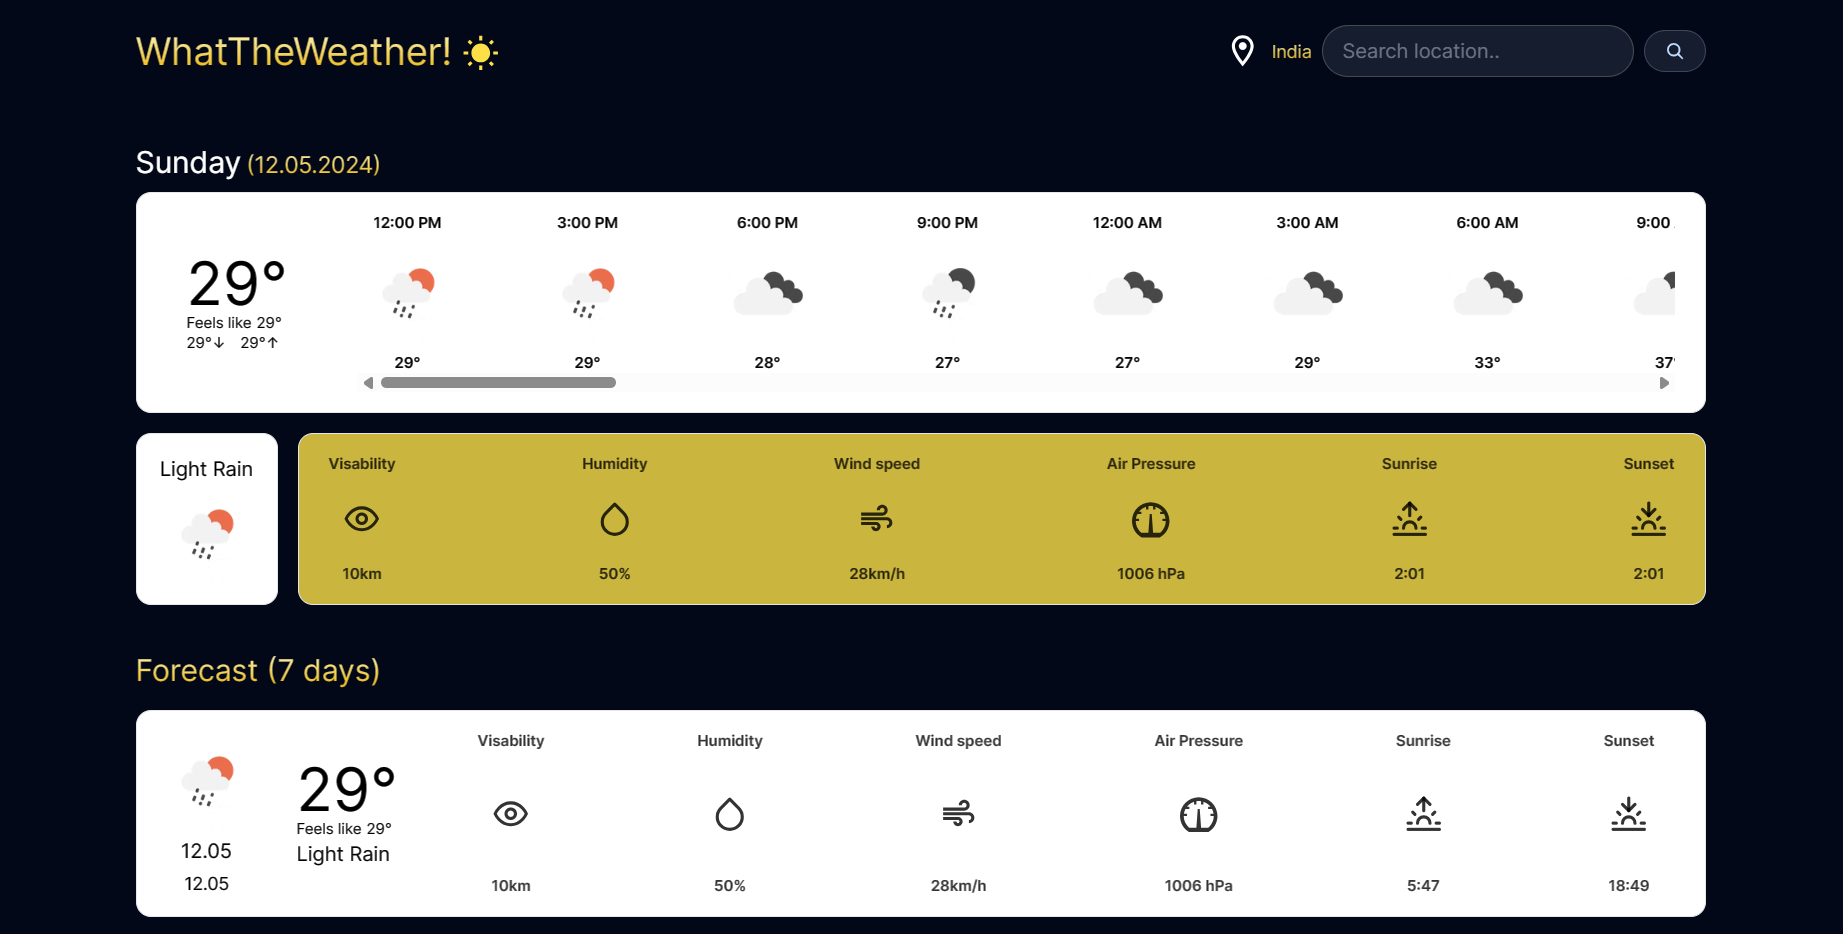 WhatTheWeather!
India
Search location..
Sunday (12.05.2024)
12:00 PM 3:00 PM 6:00 PM 9:00 PM 12:00 AM 3:00 AM 6:00 AM 9:00
29°
Feels like 29°
29°↓ 29°↑
29° 29° 28° 27° 27° 29° 33° 37°
Light Rain
Visability Humidity Wind speed Air Pressure Sunrise Sunset
10km 50% 28km/h 1006 hPa 2:01 2:01
Forecast (7 days)
Visability Humidity Wind speed Air Pressure Sunrise Sunset
29°
Feels like 29°
Light Rain
12.05
12.05
10km 50% 28km/h 1006 hPa 5:47 18:49